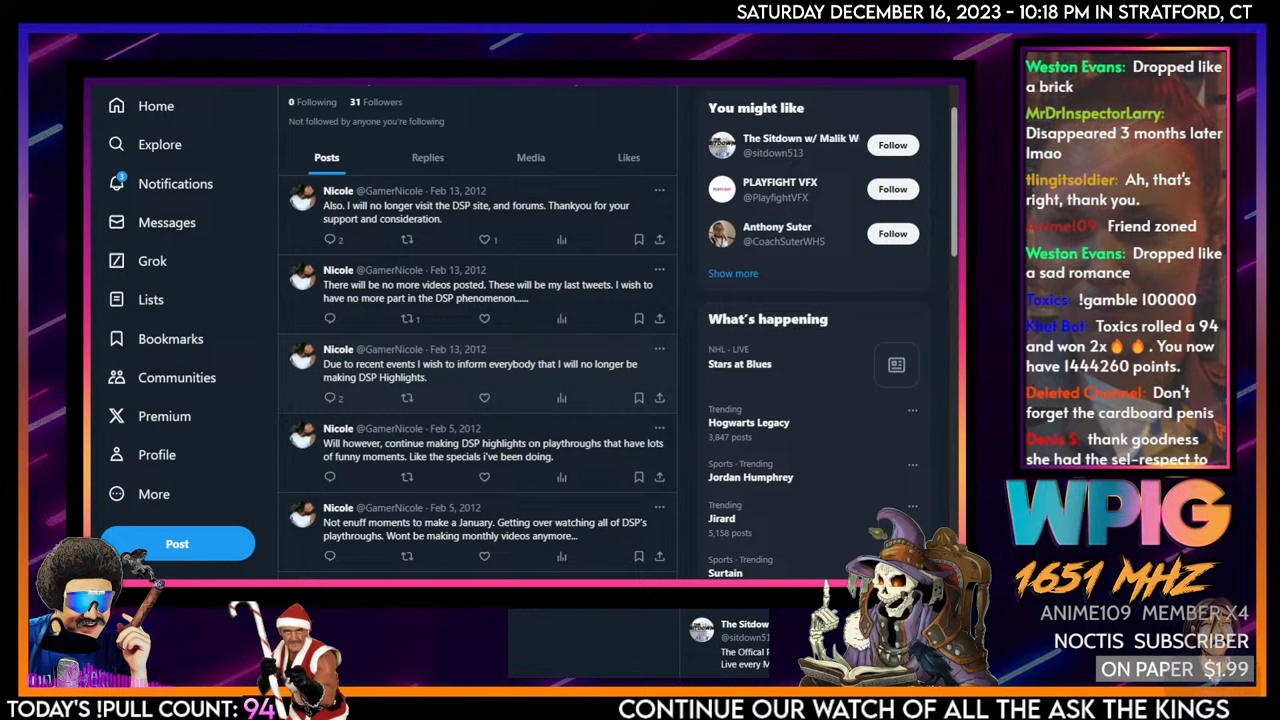 SATURDAY DECEMBER 16, 2023 - 10:18 PM IN STRATFORD, CT
Home
Explore
3
Notifications
Messages
Grok
Lists
Bookmarks
Communities
Premium
Profile
More
Post
0 Following 31 Followers
Not followed by anyone you're following
Posts Replies Media Likes
Nicole @GamerNicole · Feb 13, 2012
Also. I will no longer visit the DSP site, and forums. Thankyou for your
support and consideration.
2 1
Nicole @GamerNicole · Feb 13, 2012
There will be no more videos posted. These will be my last tweets. I wish to
have no more part in the DSP phenomenon......
1
Nicole @GamerNicole · Feb 13, 2012
Due to recent events I wish to inform everybody that I will no longer be
making DSP Highlights.
2
Nicole @GamerNicole · Feb 5, 2012
Will however, continue making DSP highlights on playthroughs that have lots
of funny moments. Like the specials i've been doing.
Nicole @GamerNicole · Feb 5, 2012
Not enuff moments to make a January. Getting over watching all of DSP's
playthroughs. Wont be making monthly videos anymore...
You might like
The Sitdown w/ Malik W
@sitdown513
Follow
PLAYFIGHT VFX
@PlayfightVFX
Follow
Anthony Suter
@CoachSuterWHS
Follow
Show more
What's happening
NHL · LIVE
Stars at Blues
Trending
Hogwarts Legacy
3,847 posts
Sports · Trending
Jordan Humphrey
Trending
Jirard
5,158 posts
Sports · Trending
Surtain
Weston Evans: Dropped like
a brick
MrDrInspectorLarry:
Disappeared 3 months later
lmao
tlingitsoldier: Ah, that's
right, thank you.
Anime109 Friend zoned
Weston Evans: Dropped like
a sad romance
Toxics: !gamble 100000
Khet Bot: Toxics rolled a 94
and won 2x🔥🔥. You now
have 1444260 points.
Deleted Channel: Don't
forget the cardboard penis
Denis S: thank goodness
she had the sel-respect to
WPIG
1651 MHZ
ANIME109 MEMBER X4
NOCTIS SUBSCRIBER
ON PAPER $1.99
The Sitdow
@sitdown51
The Offical
Live every M
TODAY'S !PULL COUNT: 94
CONTINUE OUR WATCH OF ALL THE ASK THE KINGS